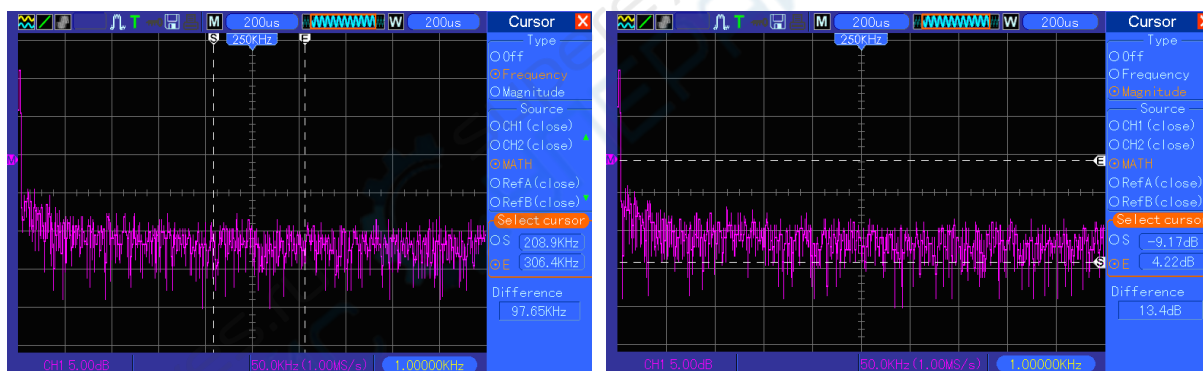 M 200us W 200us Cursor X
S 250KHz E
Type
Off
Frequency
Magnitude
Source
CH1(close)
CH2(close)
MATH
RefA(close)
RefB(close)
Select cursor
S 208.9KHz
E 306.4KHz
Difference
97.65KHz
M
CH1 5.00dB 50.0KHz(1.00MS/s) 1.00000KHz
M 200us W 200us Cursor X
250KHz
Type
Off
Frequency
Magnitude
Source
CH1(close)
CH2(close)
MATH
RefA(close)
RefB(close)
Select cursor
S -9.17dB
E 4.22dB
Difference
13.4dB
M
E
S
CH1 5.00dB 50.0KHz(1.00MS/s) 1.00000KHz